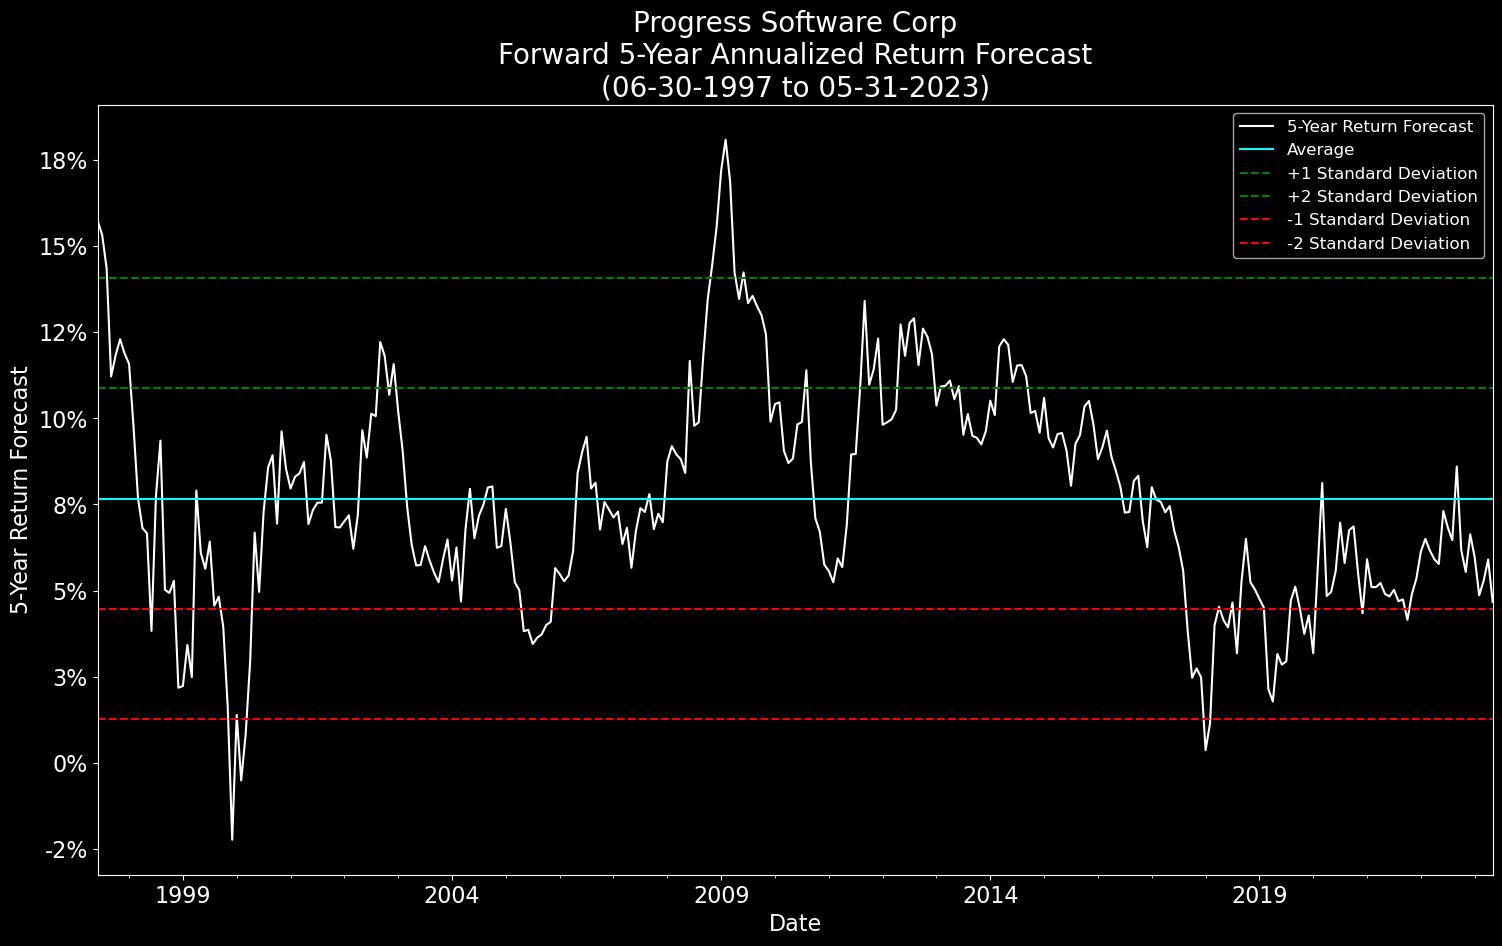 Progress Software Corp
Forward 5-Year Annualized Return Forecast
(06-30-1997 to 05-31-2023)
5-Year Return Forecast
Average
+1 Standard Deviation
+2 Standard Deviation
-1 Standard Deviation
-2 Standard Deviation
18%
15%
12%
10%
8%
5%
3%
0%
-2%
5-Year Return Forecast
1999
2004
2009
2014
2019
Date